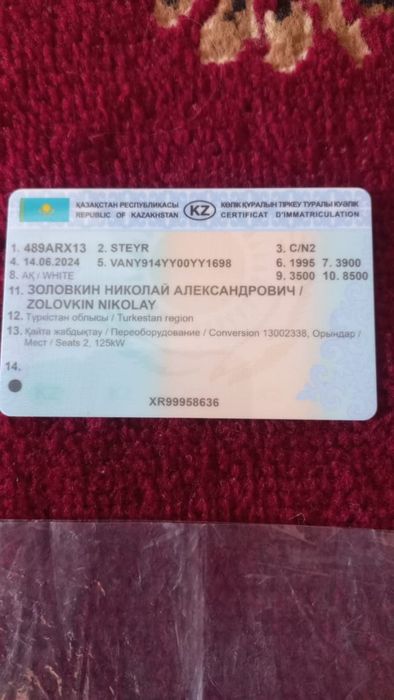 ҚАЗАҚСТАН РЕСПУБЛИКАСЫ
REPUBLIC OF KAZAKHSTAN
KZ
КӨЛІК ҚҰРАЛЫН ТІРКЕУ ТУРАЛЫ КУӘЛІК
CERTIFICAT D'IMMATRICULATION
1. 489ARX13 2. STEYR 3. C/N2
4. 14.06.2024 5. VANY914YY00YY1698 6. 1995 7. 3900
8. АҚ / WHITE 9. 3500 10. 8500
11. ЗОЛОВКИН НИКОЛАЙ АЛЕКСАНДРОВИЧ /
ZOLOVKIN NIKOLAY
12. Түркістан облысы / Turkestan region
13. Қайта жабдықтау / Переоборудование / Conversion 13002338, Орындар /
Мест / Seats 2, 125kW
14.
XR99958636